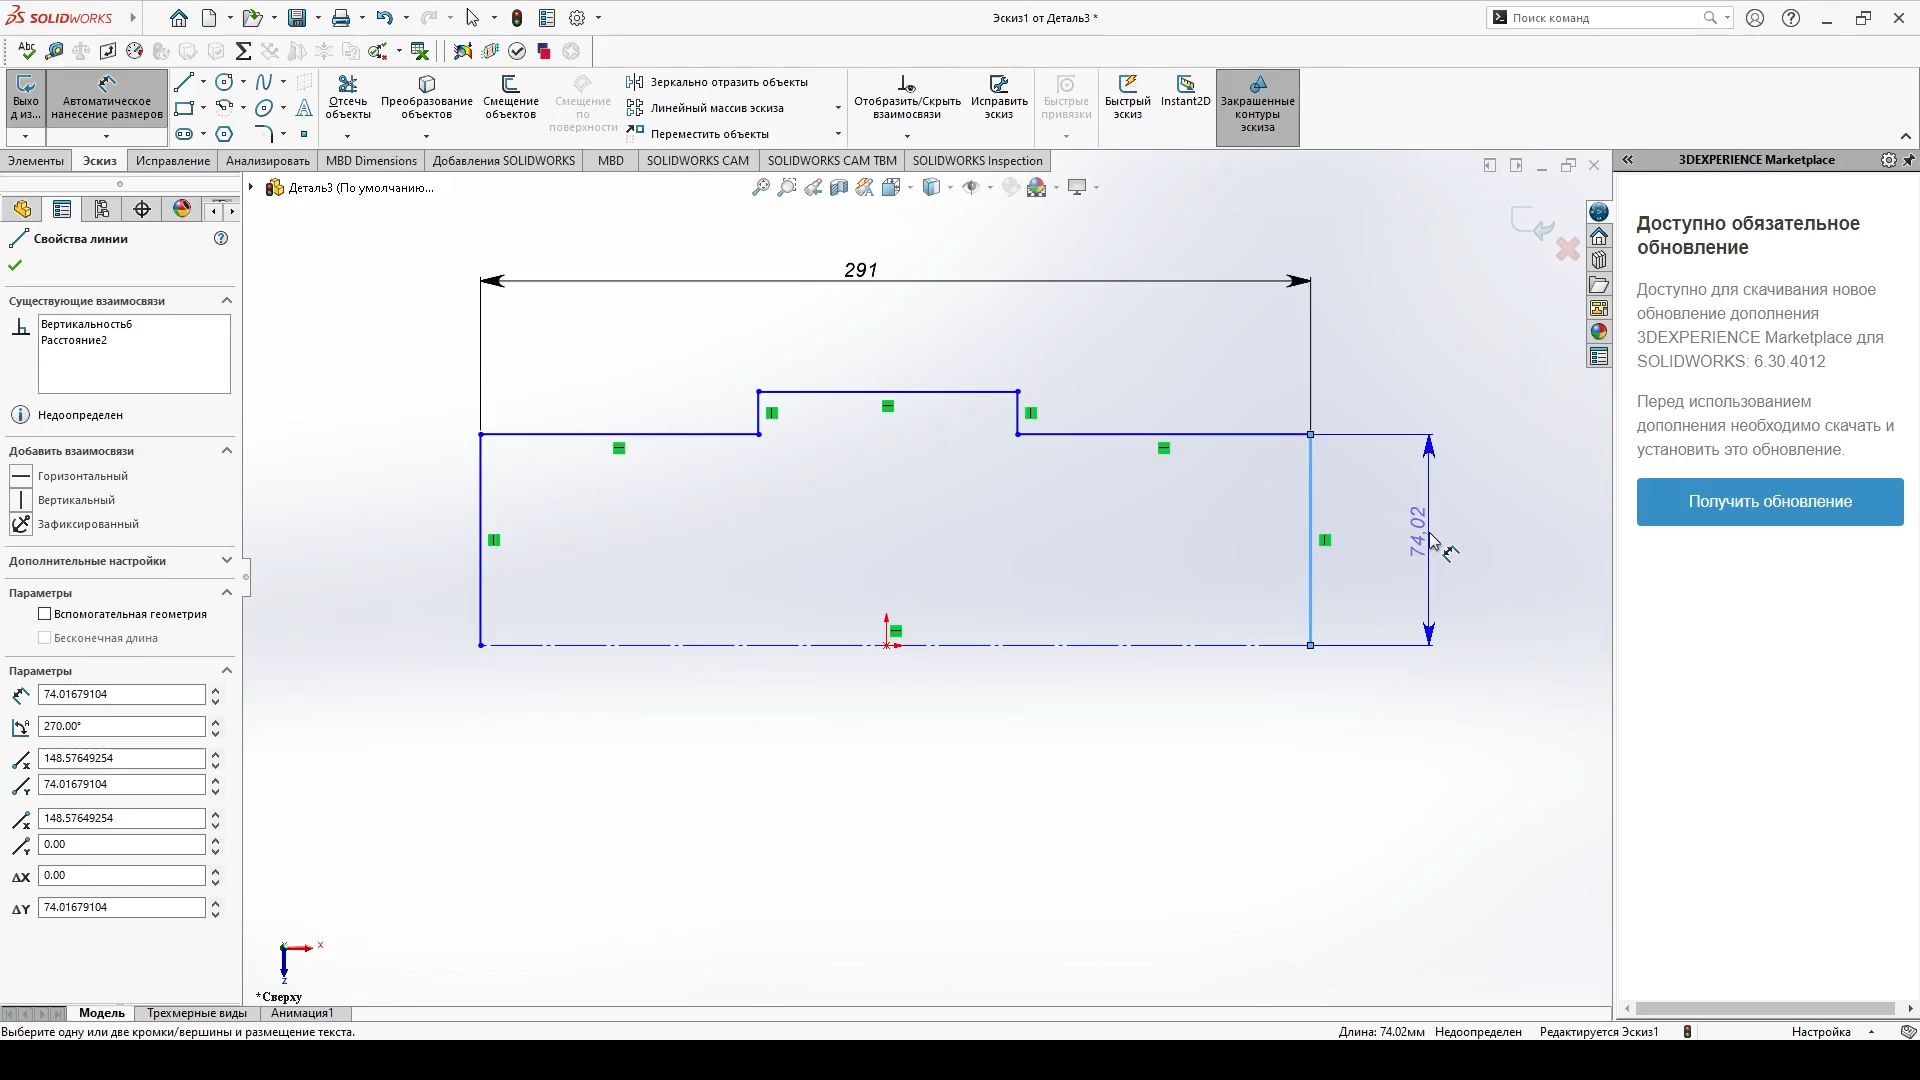 SOLIDWORKS
Эскиз1 от Деталь3 *
Поиск команд
Выхо
д из...
Автоматическое
нанесение размеров
Отсечь
объекты
Преобразование
объектов
Смещение
объектов
Смещение
по
поверхности
Зеркально отразить объекты
Линейный массив эскиза
Переместить объекты
Отобразить/Скрыть
взаимосвязи
Исправить
эскиз
Быстрые
привязки
Быстрый
эскиз
Instant2D
Закрашенные
контуры
эскиза
Элементы
Эскиз
Исправление
Анализировать
MBD Dimensions
Добавления SOLIDWORKS
MBD
SOLIDWORKS CAM
SOLIDWORKS CAM TBM
SOLIDWORKS Inspection
3DEXPERIENCE Marketplace
Деталь3 (По умолчанию...
Свойства линии
Существующие взаимосвязи
Вертикальность6
Расстояние2
Недоопределен
Добавить взаимосвязи
Горизонтальный
Вертикальный
Зафиксированный
Дополнительные настройки
Параметры
Вспомогательная геометрия
Бесконечная длина
Параметры
74.01679104
270.00°
148.57649254
74.01679104
148.57649254
0.00
ΔX 0.00
ΔY 74.01679104
291
74,02
x
z
*Сверху
Доступно обязательное
обновление
Доступно для скачивания новое
обновление дополнения
3DEXPERIENCE Marketplace для
SOLIDWORKS: 6.30.4012
Перед использованием
дополнения необходимо скачать и
установить это обновление.
Получить обновление
Модель
Трехмерные виды
Анимация1
Выберите одну или две кромки/вершины и размещение текста.
Длина: 74.02мм
Недоопределен
Редактируется Эскиз1
Настройка